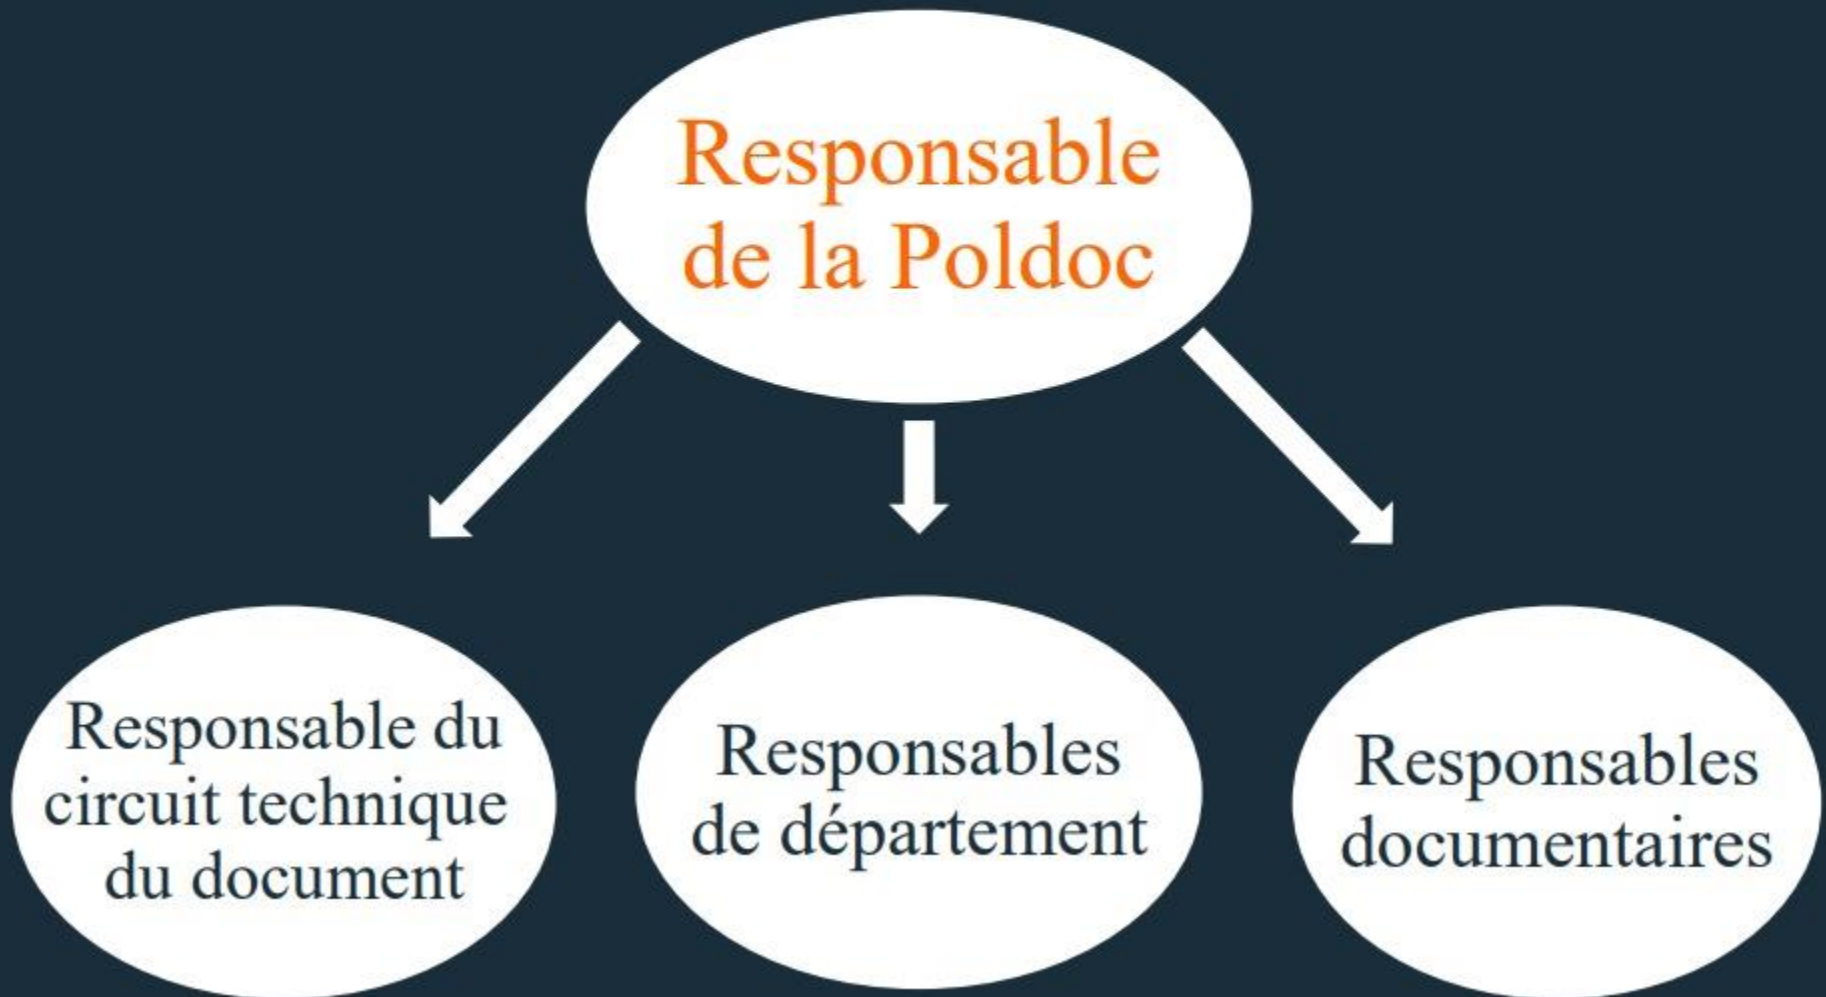 Responsable
de la Poldoc
Responsable du
circuit technique
du document
Responsables
de département
Responsables
documentaires